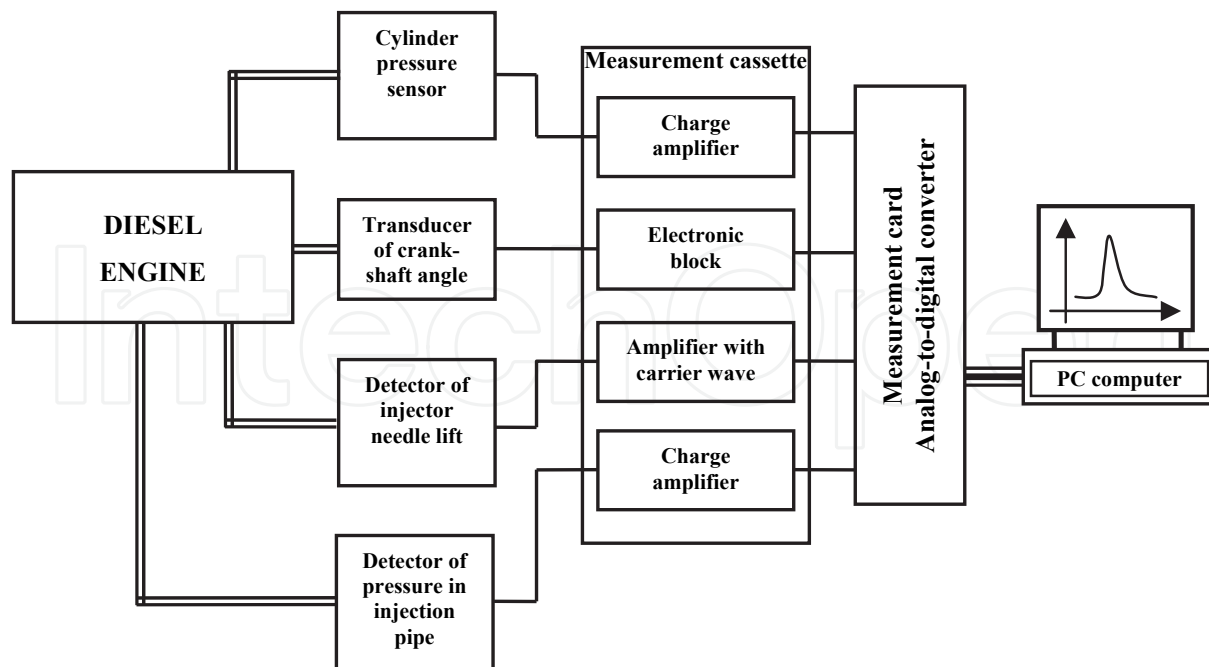 Cylinder
pressure
sensor
Measurement cassette
Charge
amplifier
DIESEL
ENGINE
Transducer
of crank-
shaft angle
Electronic
block
Amplifier with
carrier wave
Detector of
injector
needle lift
Charge
amplifier
Detector of
pressure in
injection
pipe
Measurement card
Analog-to-digital converter
PC computer
IntechOpen